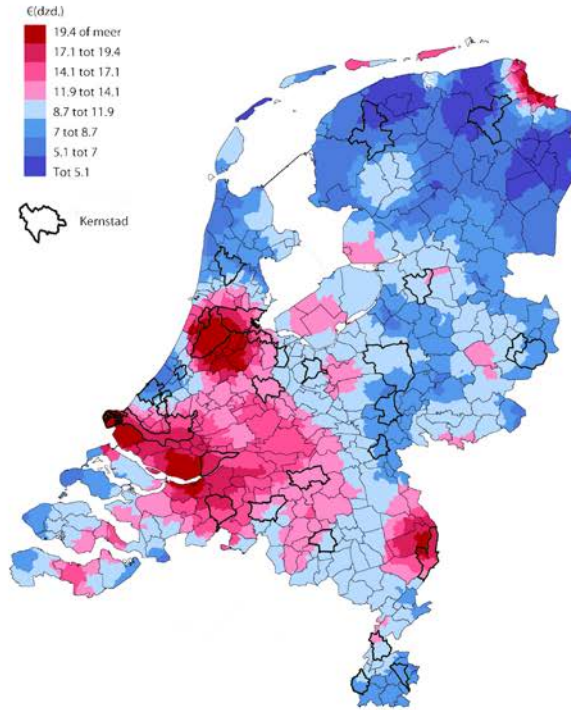 €(dzd.)
19.4 of meer
17.1 tot 19.4
14.1 tot 17.1
11.9 tot 14.1
8.7 tot 11.9
7 tot 8.7
5.1 tot 7
Tot 5.1
Kernstad